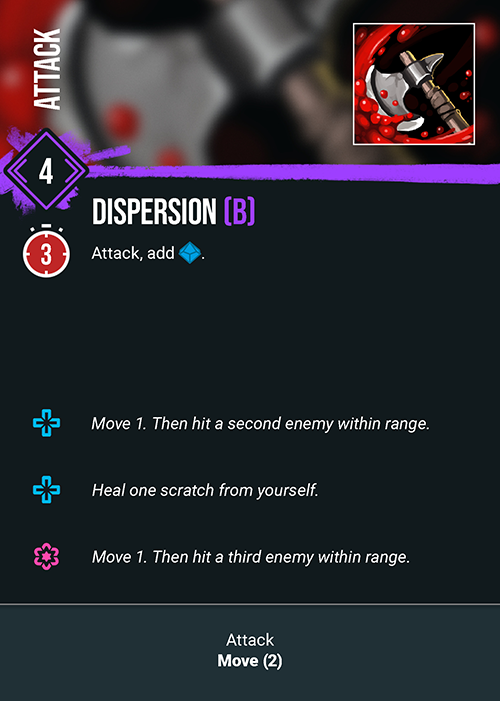 ATTACK
4
DISPERSION (B)
3
Attack, add .
Move 1. Then hit a second enemy within range.
Heal one scratch from yourself.
Move 1. Then hit a third enemy within range.
Attack
Move (2)